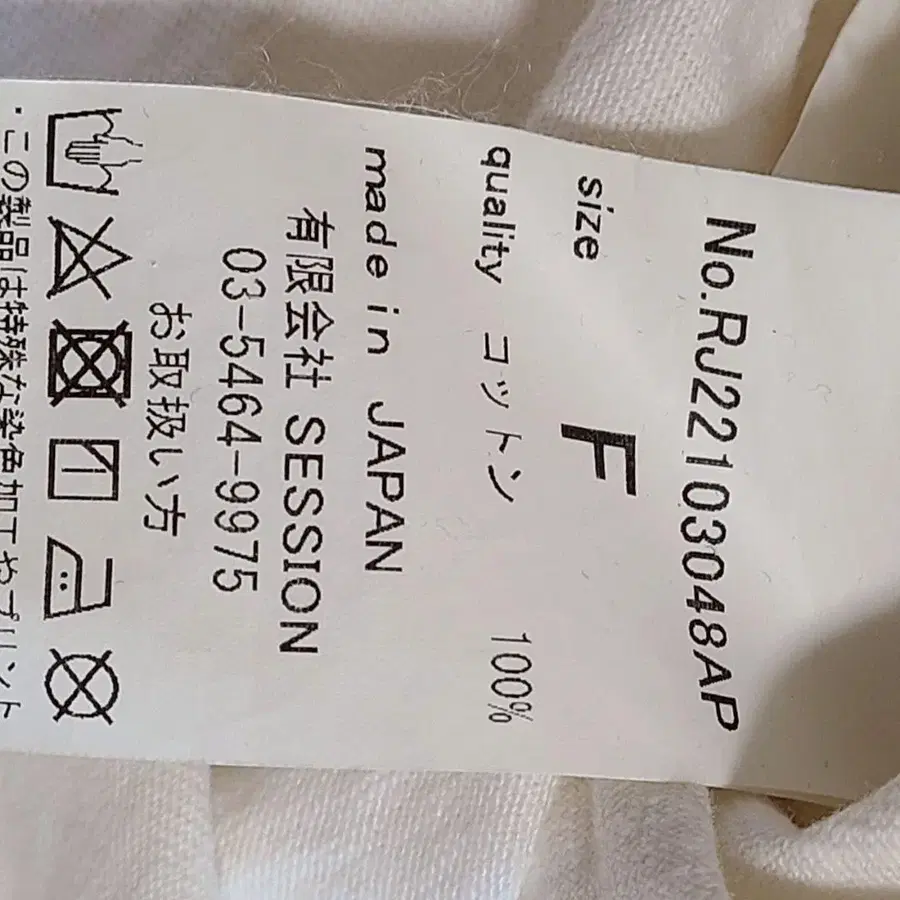 No.RJ22103048AP
size F
quality コットン 100%
made in JAPAN
有限会社 SESSION
03-5464-9975
お取扱い方
・この製品は特殊な染色加工やプリント